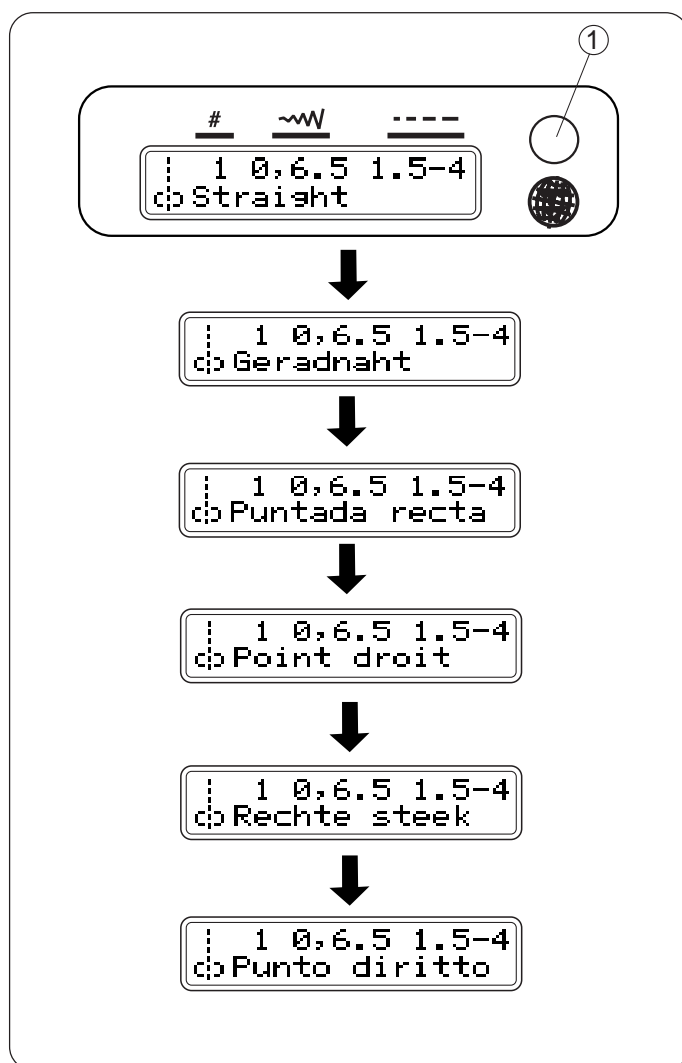 ①
#
1 0,6.5 1.5-4
Straight
1 0,6.5 1.5-4
Geradnaht
1 0,6.5 1.5-4
Puntada recta
1 0,6.5 1.5-4
Point droit
1 0,6.5 1.5-4
Rechte steek
1 0,6.5 1.5-4
Punto diritto